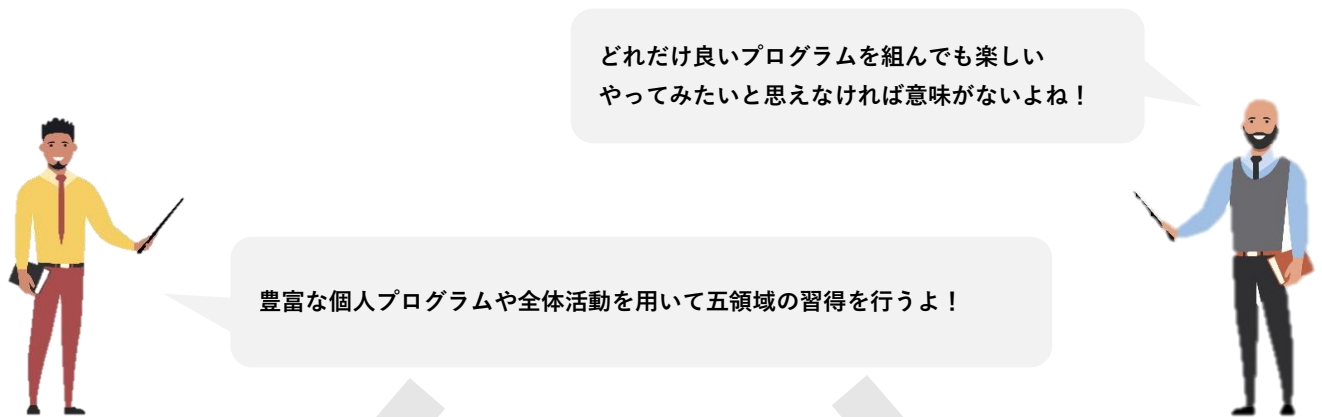 どれだけ良いプログラムを組んでも楽しい
やってみたいと思えなければ意味がないよね！
豊富な個人プログラムや全体活動を用いて五領域の習得を行うよ！